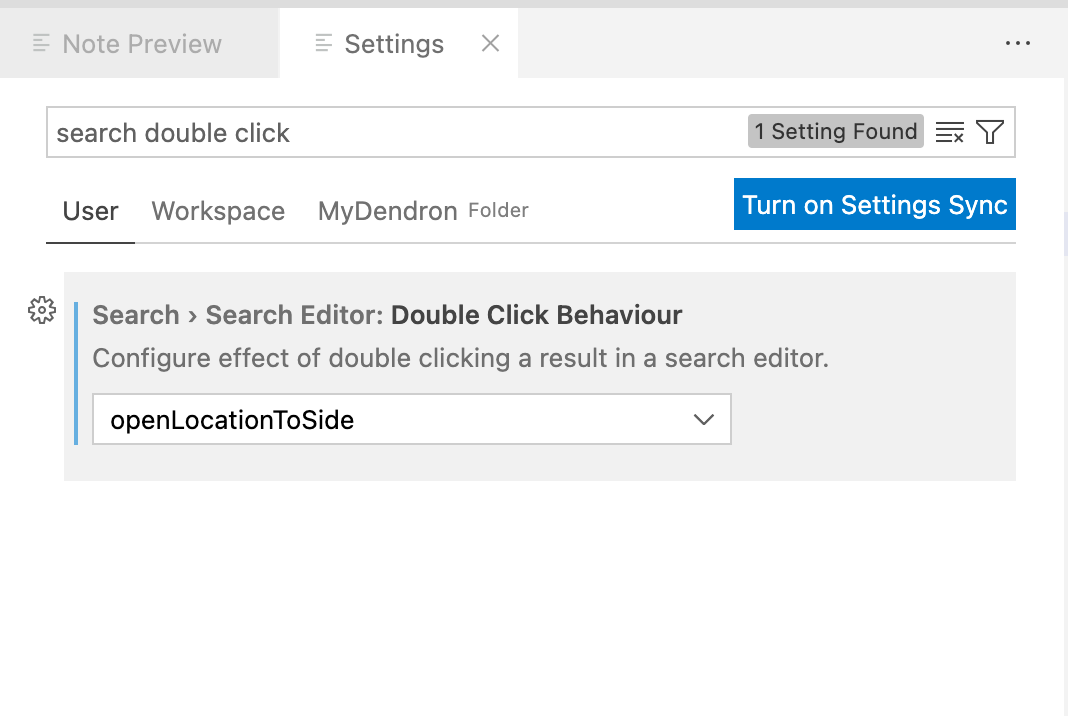 Note Preview Settings
search double click 1 Setting Found
User Workspace MyDendron Folder Turn on Settings Sync
Search › Search Editor: Double Click Behaviour
Configure effect of double clicking a result in a search editor.
openLocationToSide